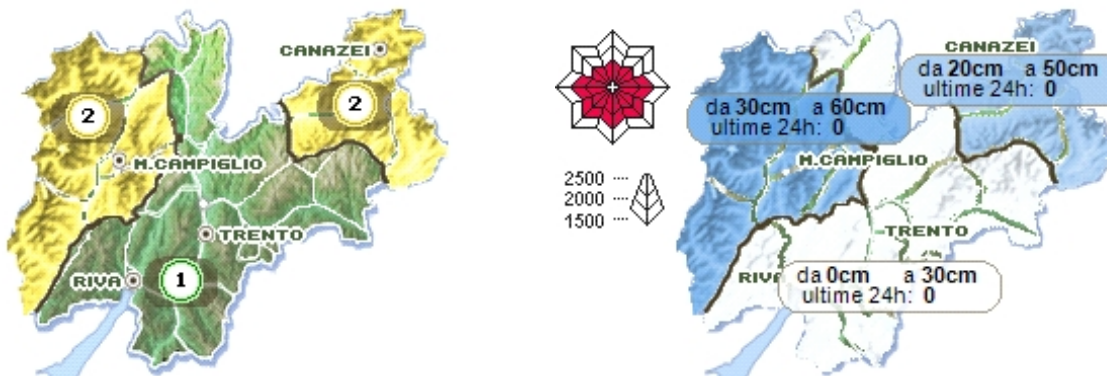 CANAZEI
2
2
M.CAMPIGLIO
TRENTO
RIVA
1
2500
2000
1500
CANAZEI
da 20cm a 50cm
ultime 24h: 0
da 30cm a 60cm
ultime 24h: 0
M.CAMPIGLIO
TRENTO
RIVA
da 0cm a 30cm
ultime 24h: 0